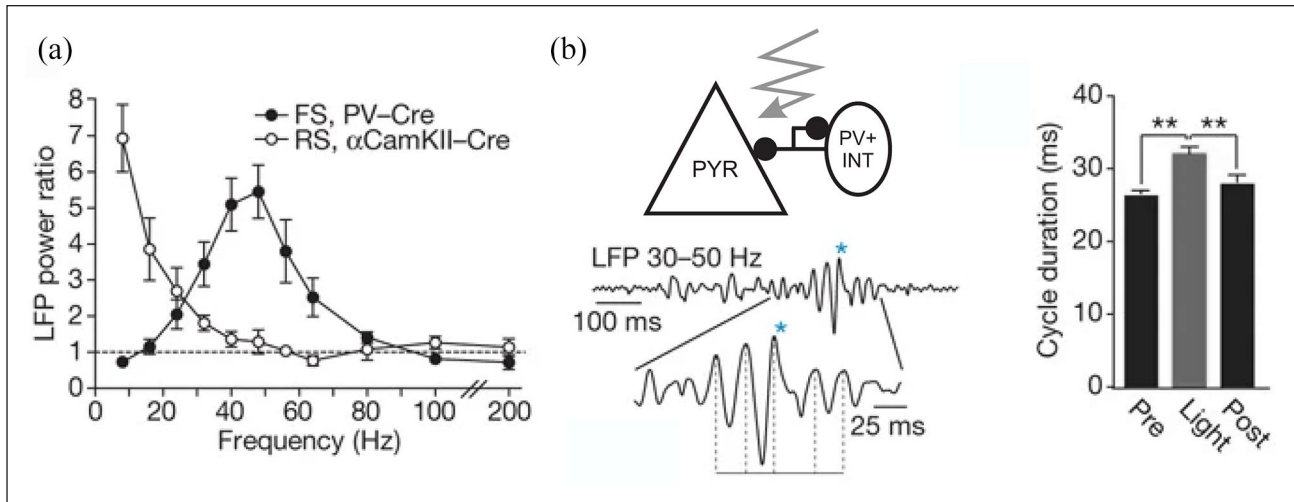 (a)
8
7
6
5
4
3
2
1
0
LFP power ratio
FS, PV–Cre
RS, αCamKII–Cre
0 20 40 60 80 100 200
Frequency (Hz)
(b)
PYR
PV+
INT
LFP 30–50 Hz
*
100 ms
*
25 ms
40
30
20
10
0
Cycle duration (ms)
** **
Pre Light Post